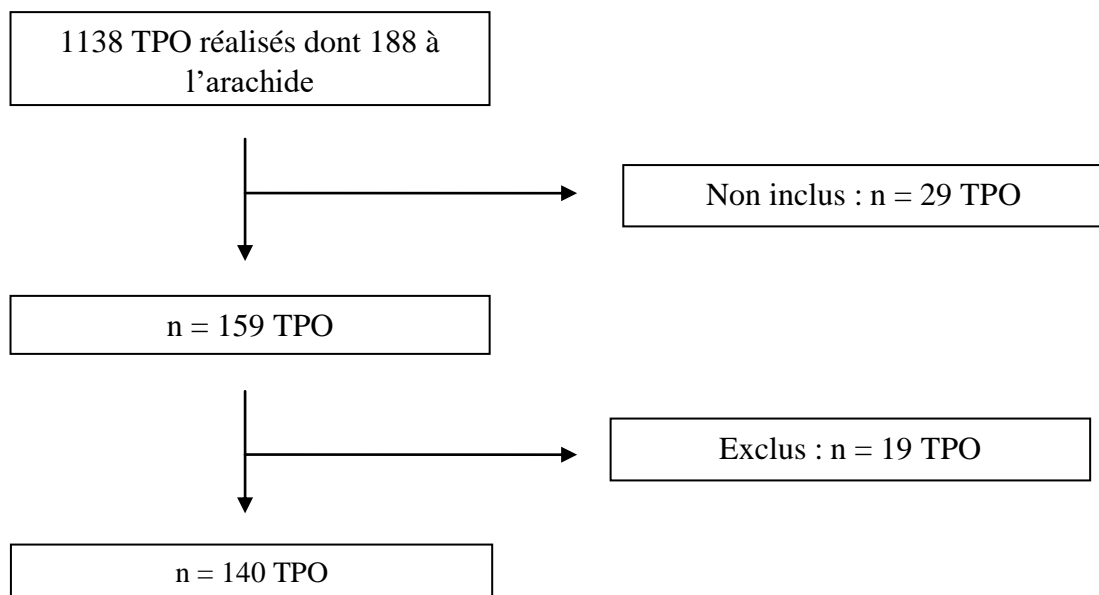 1138 TPO réalisés dont 188 à
l’arachide
Non inclus : n = 29 TPO
n = 159 TPO
Exclus : n = 19 TPO
n = 140 TPO